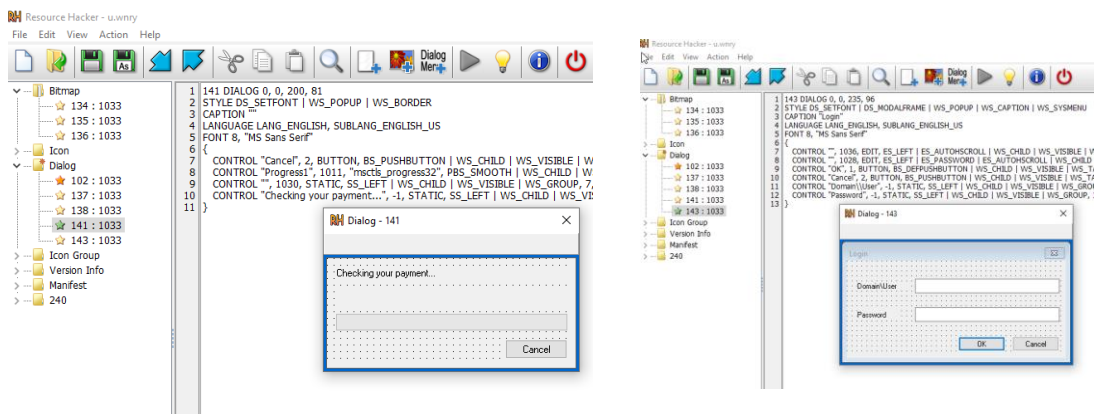 Resource Hacker - u.wnry
File Edit View Action Help
As
Dialog
Menu
Bitmap
134 : 1033
135 : 1033
136 : 1033
Icon
Dialog
102 : 1033
137 : 1033
138 : 1033
141 : 1033
143 : 1033
Icon Group
Version Info
Manifest
240
1 141 DIALOG 0, 0, 200, 81
2 STYLE DS_SETFONT | WS_POPUP | WS_BORDER
3 CAPTION ""
4 LANGUAGE LANG_ENGLISH, SUBLANG_ENGLISH_US
5 FONT 8, "MS Sans Serif"
6 {
7 CONTROL "Cancel", 2, BUTTON, BS_PUSHBUTTON | WS_CHILD | WS_VISIBLE | W
8 CONTROL "Progress1", 1011, "msctls_progress32", PBS_SMOOTH | WS_CHILD | W
9 CONTROL "", 1030, STATIC, SS_LEFT | WS_CHILD | WS_VISIBLE | WS_GROUP, 7,
10 CONTROL "Checking your payment...", -1, STATIC, SS_LEFT | WS_CHILD | WS_VIS
11 }
Dialog - 141
Checking your payment...
Cancel
Resource Hacker - u.wnry
Edit View Action Help
As
Dialog
Menu
Bitmap
134 : 1033
135 : 1033
136 : 1033
Icon
Dialog
102 : 1033
137 : 1033
138 : 1033
141 : 1033
143 : 1033
Icon Group
Version Info
Manifest
240
1 143 DIALOG 0, 0, 235, 96
2 STYLE DS_SETFONT | DS_MODALFRAME | WS_POPUP | WS_CAPTION | WS_SYSMENU
3 CAPTION "Login"
4 LANGUAGE LANG_ENGLISH, SUBLANG_ENGLISH_US
5 FONT 8, "MS Sans Serif"
6 {
7 CONTROL "", 1036, EDIT, ES_LEFT | ES_AUTOHSCROLL | WS_CHILD | WS_VISIBLE | W
8 CONTROL "", 1028, EDIT, ES_LEFT | ES_PASSWORD | ES_AUTOHSCROLL | WS_CHILD
9 CONTROL "OK", 1, BUTTON, BS_DEFPUSHBUTTON | WS_CHILD | WS_VISIBLE | WS_TA
10 CONTROL "Cancel", 2, BUTTON, BS_PUSHBUTTON | WS_CHILD | WS_VISIBLE | WS_TA
11 CONTROL "Domain\\User", -1, STATIC, SS_LEFT | WS_CHILD | WS_VISIBLE | WS_GROU
12 CONTROL "Password", -1, STATIC, SS_LEFT | WS_CHILD | WS_VISIBLE | WS_GROUP,
13 }
Dialog - 143
Login
Domain\User
Password
OK Cancel